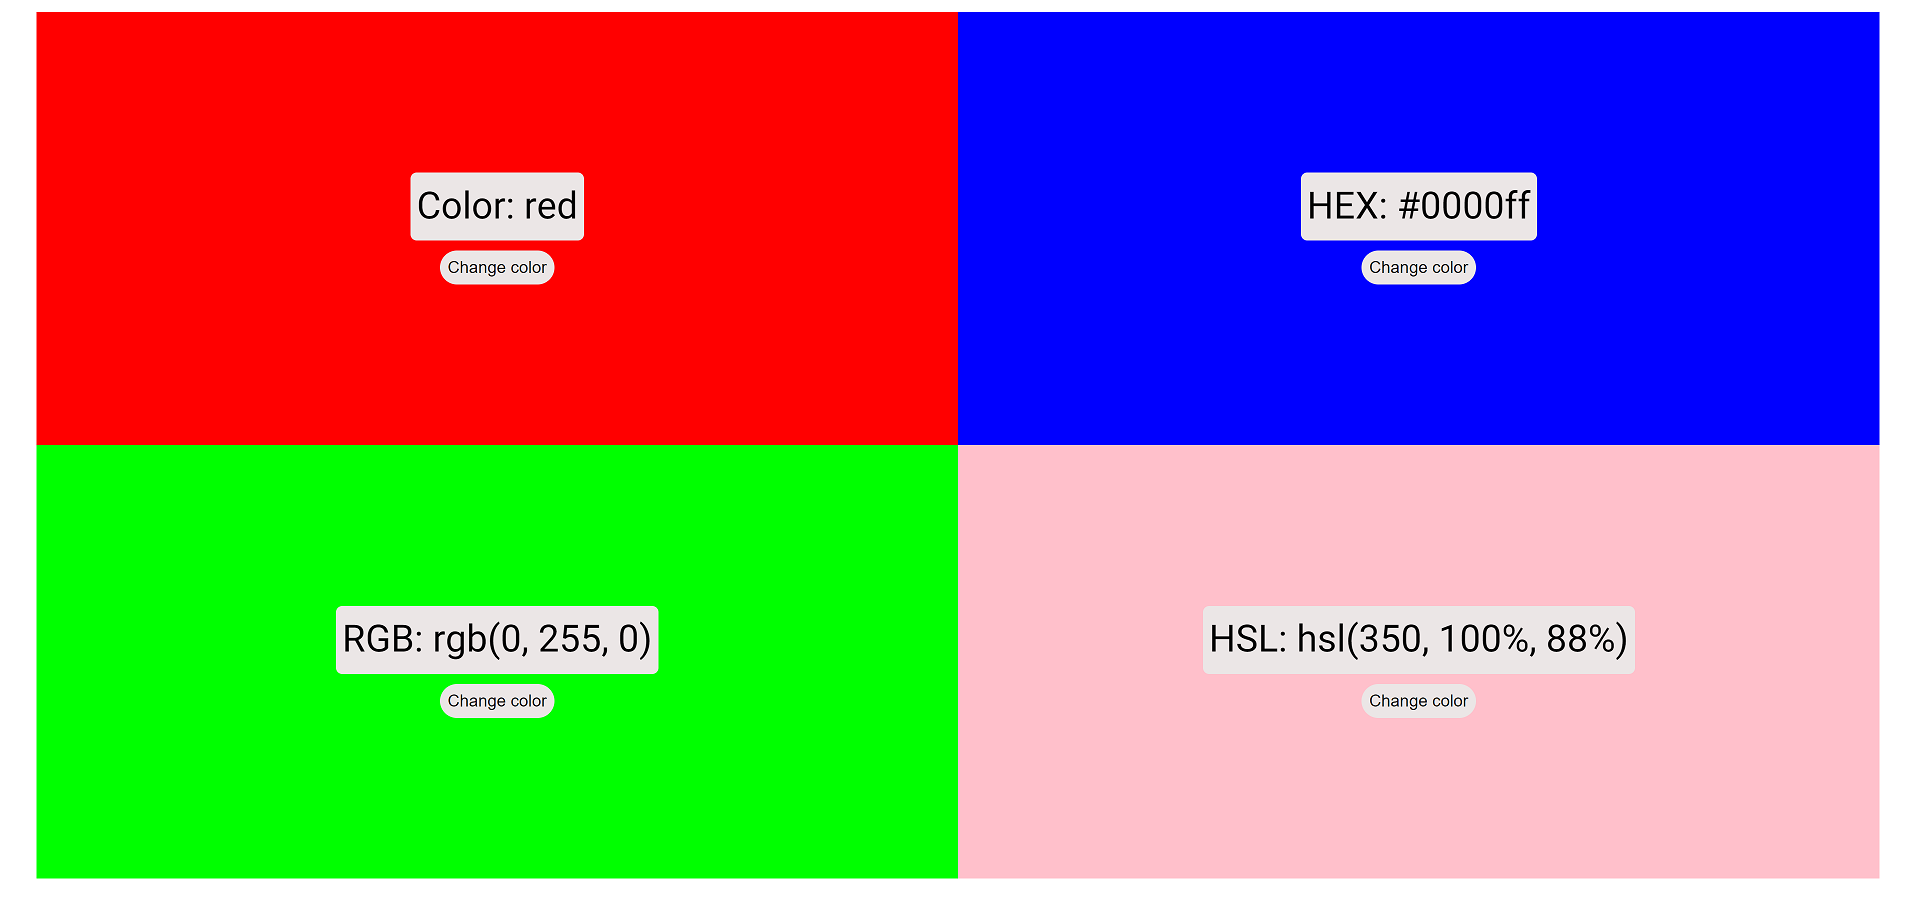 Color: red
Change color
HEX: #0000ff
Change color
RGB: rgb(0, 255, 0)
Change color
HSL: hsl(350, 100%, 88%)
Change color